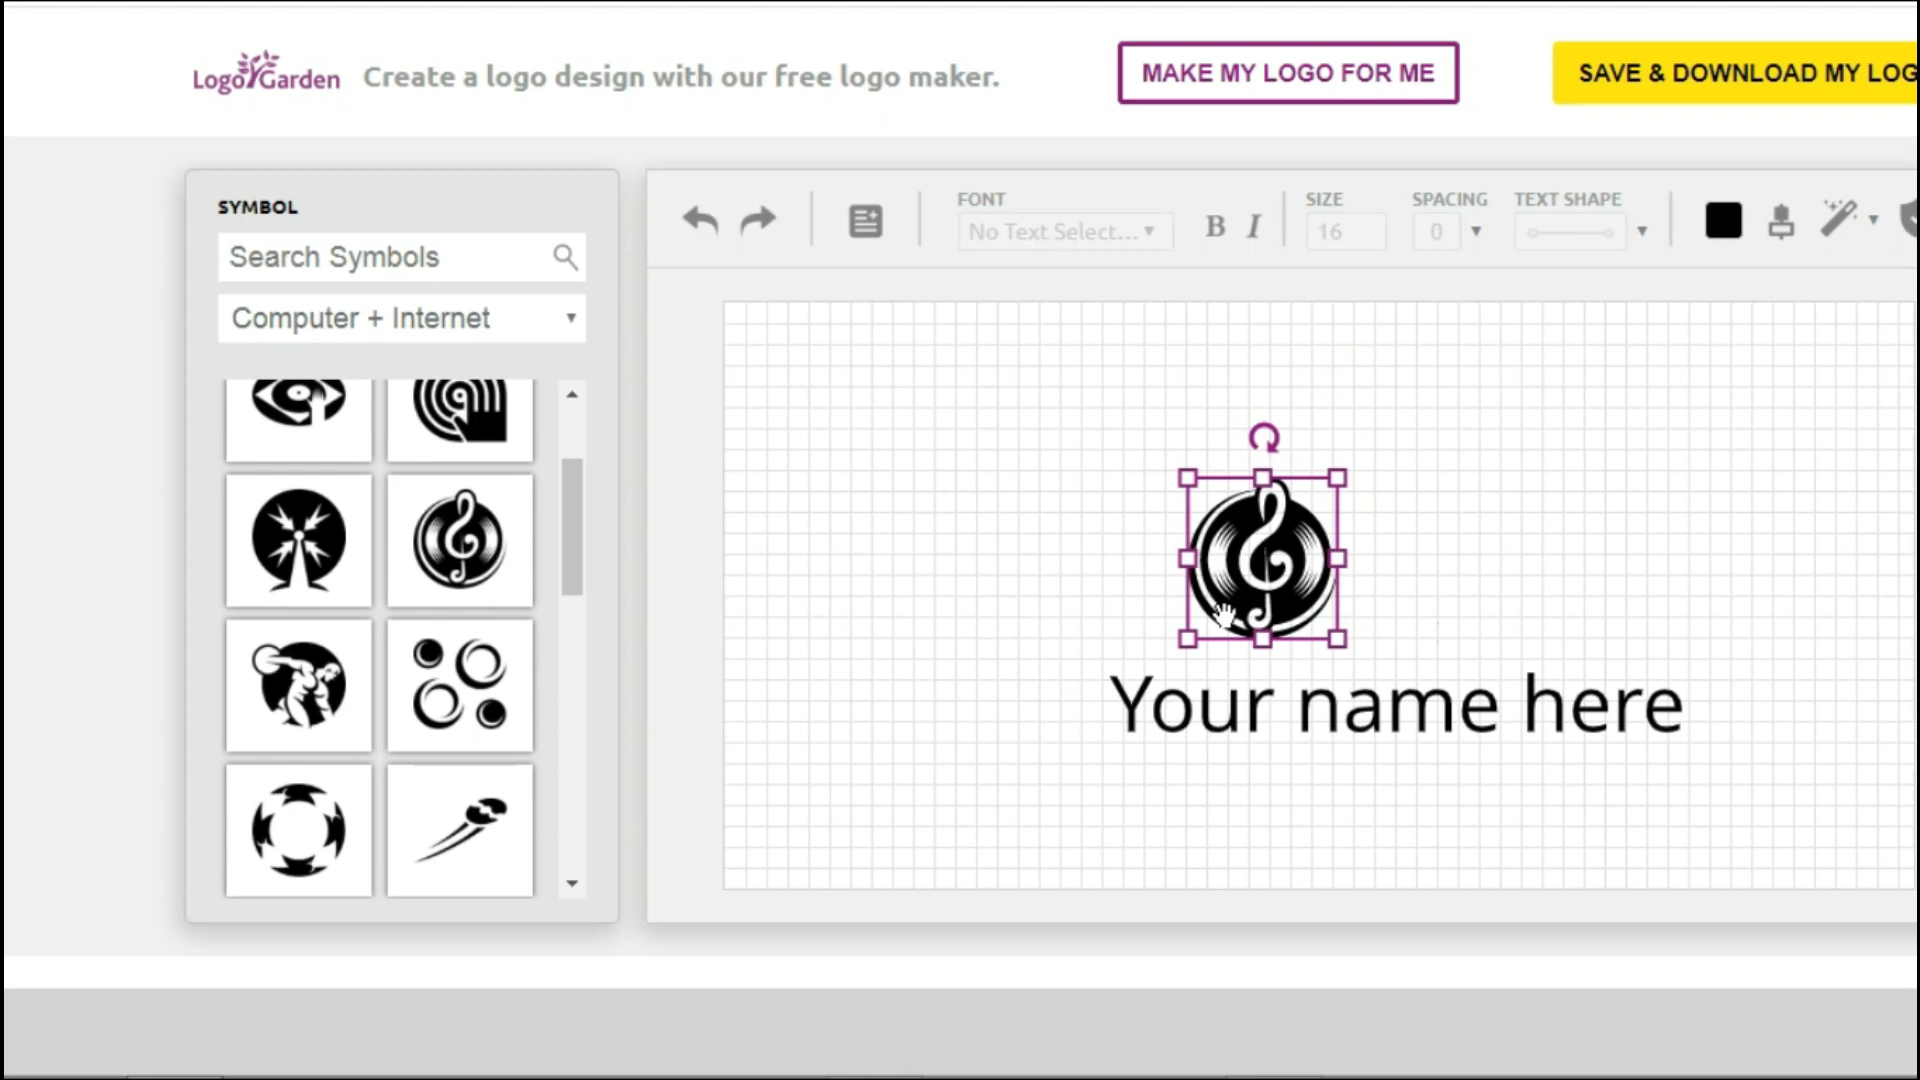 LogoGarden Create a logo design with our free logo maker.
MAKE MY LOGO FOR ME
SAVE & DOWNLOAD MY LOG
SYMBOL
Search Symbols
Computer + Internet
FONT
No Text Select...
B I
SIZE
16
SPACING
0
TEXT SHAPE
Your name here